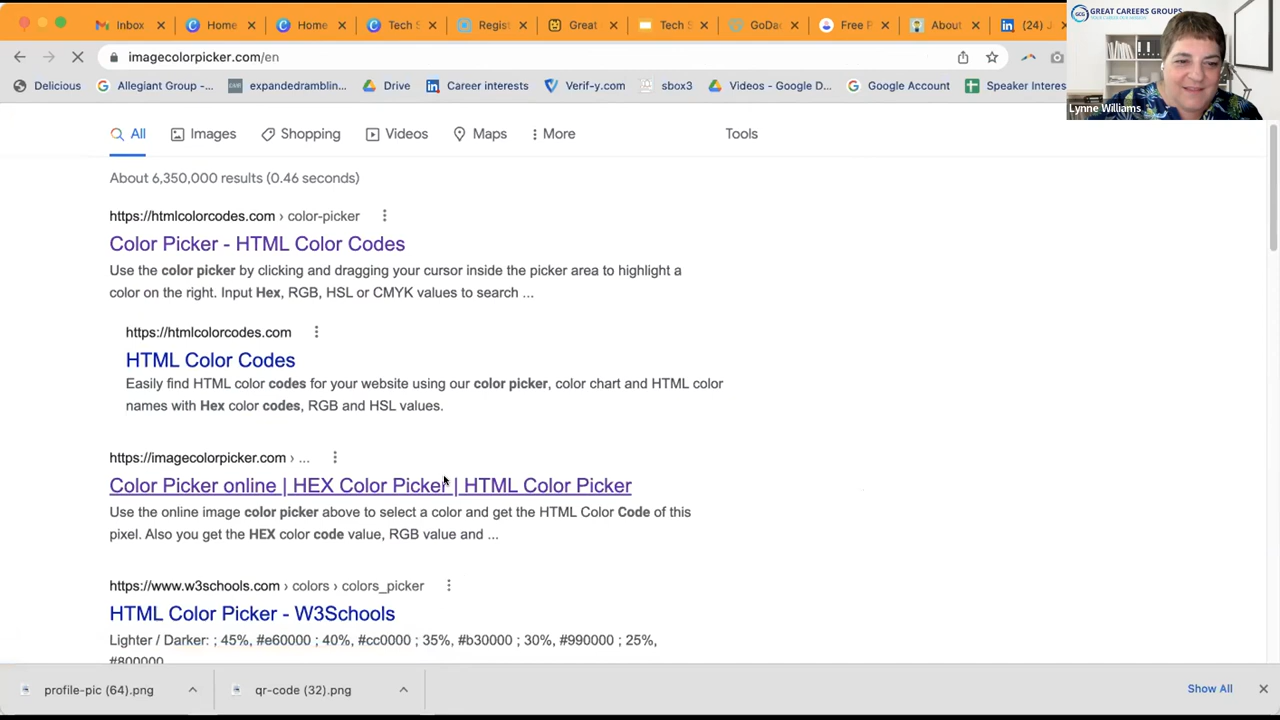 Inbox
Home
Home
Tech S
Regist
Great
Tech S
GoDad
Free P
About
(24) J
imagecolorpicker.com/en
Delicious
Allegiant Group -...
expandedramblin...
Drive
Career interests
Verif-y.com
sbox3
Videos - Google D...
Google Account
Speaker Interes
GREAT CAREERS GROUPS
Lynne Williams
All
Images
Shopping
Videos
Maps
More
Tools
About 6,350,000 results (0.46 seconds)
https://htmlcolorcodes.com › color-picker
Color Picker - HTML Color Codes
Use the color picker by clicking and dragging your cursor inside the picker area to highlight a
color on the right. Input Hex, RGB, HSL or CMYK values to search ...
https://htmlcolorcodes.com
HTML Color Codes
Easily find HTML color codes for your website using our color picker, color chart and HTML color
names with Hex color codes, RGB and HSL values.
https://imagecolorpicker.com › ...
Color Picker online | HEX Color Picker | HTML Color Picker
Use the online image color picker above to select a color and get the HTML Color Code of this
pixel. Also you get the HEX color code value, RGB value and ...
https://www.w3schools.com › colors › colors_picker
HTML Color Picker - W3Schools
Lighter / Darker: ; 45%, #e60000 ; 40%, #cc0000 ; 35%, #b30000 ; 30%, #990000 ; 25%,
#800000
profile-pic (64).png
qr-code (32).png
Show All